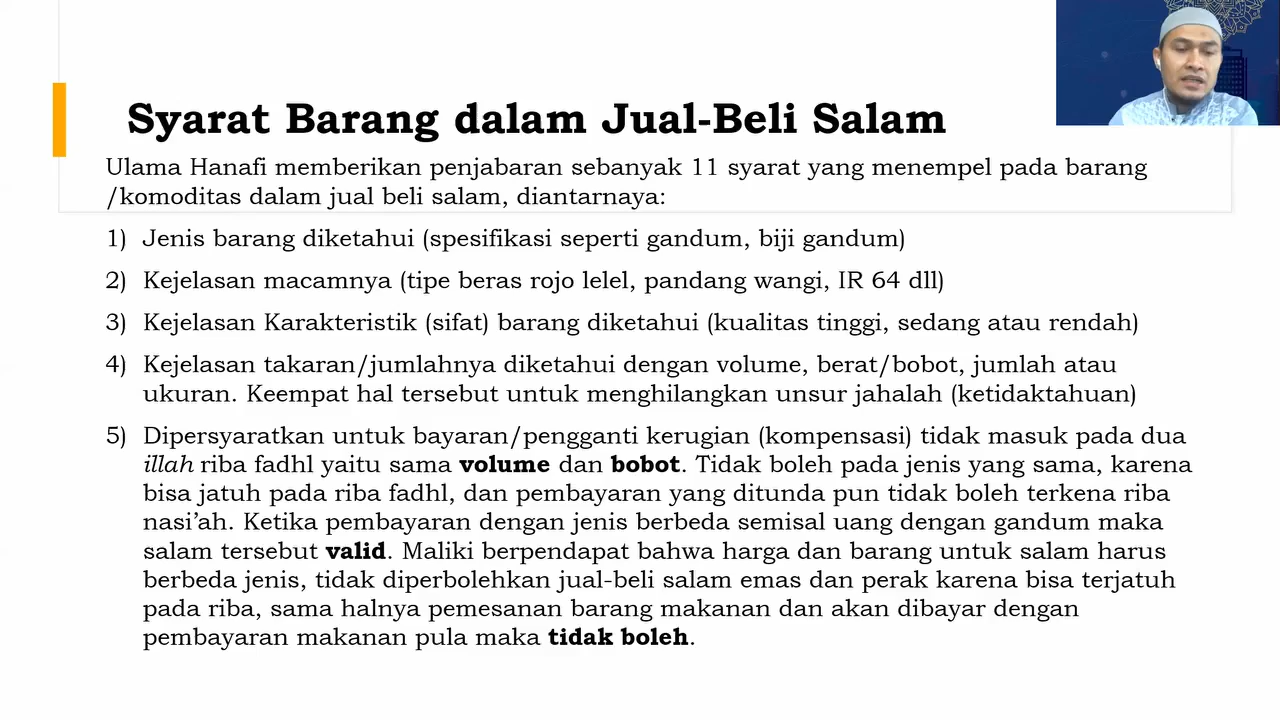 Syarat Barang dalam Jual-Beli Salam
Ulama Hanafi memberikan penjabaran sebanyak 11 syarat yang menempel pada barang
/komoditas dalam jual beli salam, diantarnaya:
1) Jenis barang diketahui (spesifikasi seperti gandum, biji gandum)
2) Kejelasan macamnya (tipe beras rojo lelel, pandang wangi, IR 64 dll)
3) Kejelasan Karakteristik (sifat) barang diketahui (kualitas tinggi, sedang atau rendah)
4) Kejelasan takaran/jumlahnya diketahui dengan volume, berat/bobot, jumlah atau
ukuran. Keempat hal tersebut untuk menghilangkan unsur jahalah (ketidaktahuan)
5) Dipersyaratkan untuk bayaran/pengganti kerugian (kompensasi) tidak masuk pada dua
illah riba fadhl yaitu sama volume dan bobot. Tidak boleh pada jenis yang sama, karena
bisa jatuh pada riba fadhl, dan pembayaran yang ditunda pun tidak boleh terkena riba
nasi’ah. Ketika pembayaran dengan jenis berbeda semisal uang dengan gandum maka
salam tersebut valid. Maliki berpendapat bahwa harga dan barang untuk salam harus
berbeda jenis, tidak diperbolehkan jual-beli salam emas dan perak karena bisa terjatuh
pada riba, sama halnya pemesanan barang makanan dan akan dibayar dengan
pembayaran makanan pula maka tidak boleh.